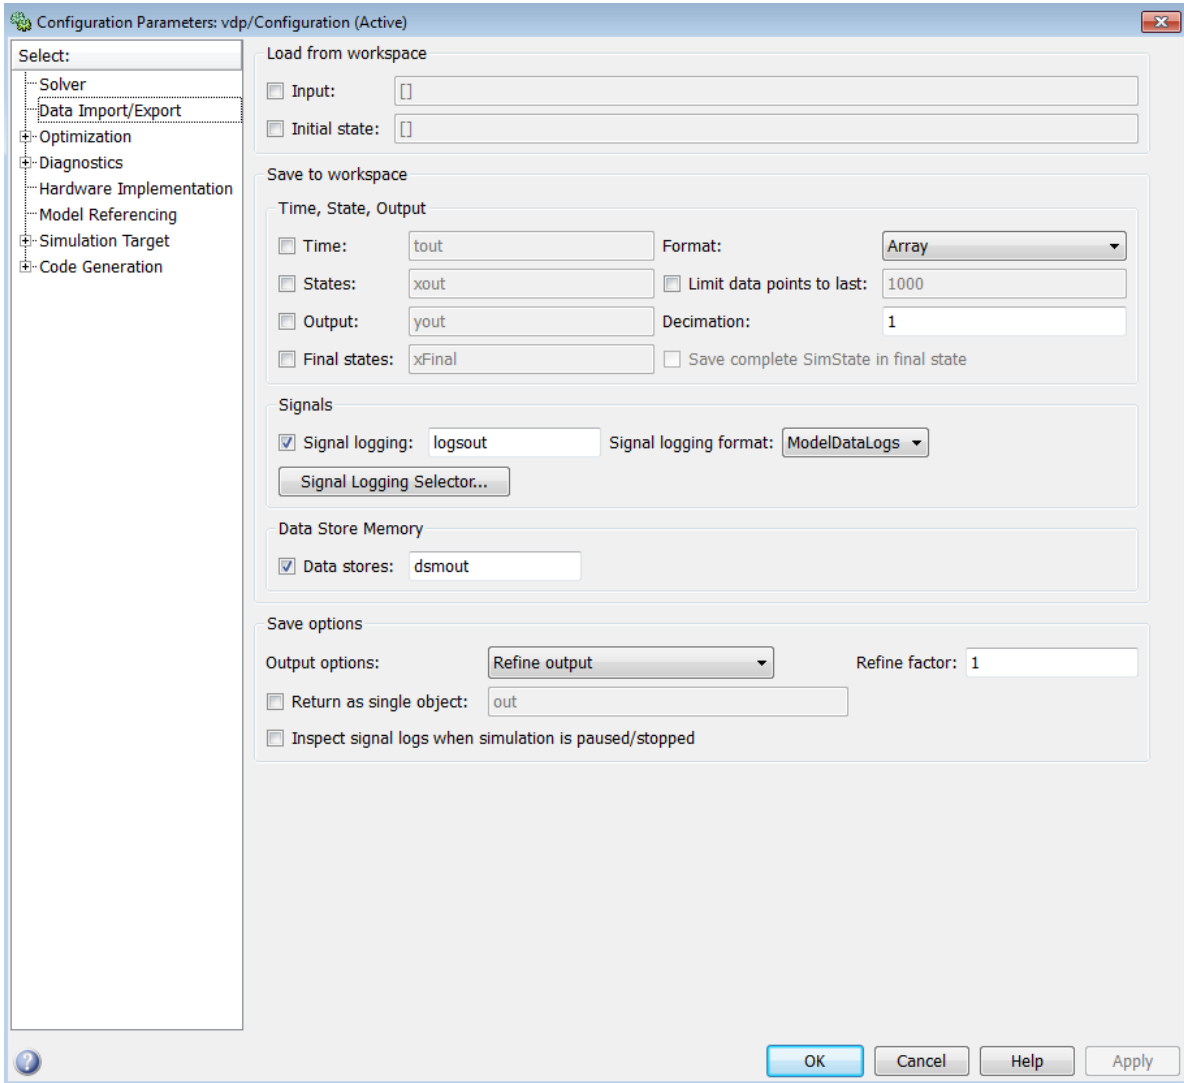 Configuration Parameters: vdp/Configuration (Active)
Select:
Solver
Data Import/Export
Optimization
Diagnostics
Hardware Implementation
Model Referencing
Simulation Target
Code Generation
Load from workspace
Input: []
Initial state: []
Save to workspace
Time, State, Output
Time: tout Format: Array
States: xout Limit data points to last: 1000
Output: yout Decimation: 1
Final states: xFinal Save complete SimState in final state
Signals
Signal logging: logsout Signal logging format: ModelDataLogs
Signal Logging Selector...
Data Store Memory
Data stores: dsmout
Save options
Output options: Refine output Refine factor: 1
Return as single object: out
Inspect signal logs when simulation is paused/stopped
? OK Cancel Help Apply